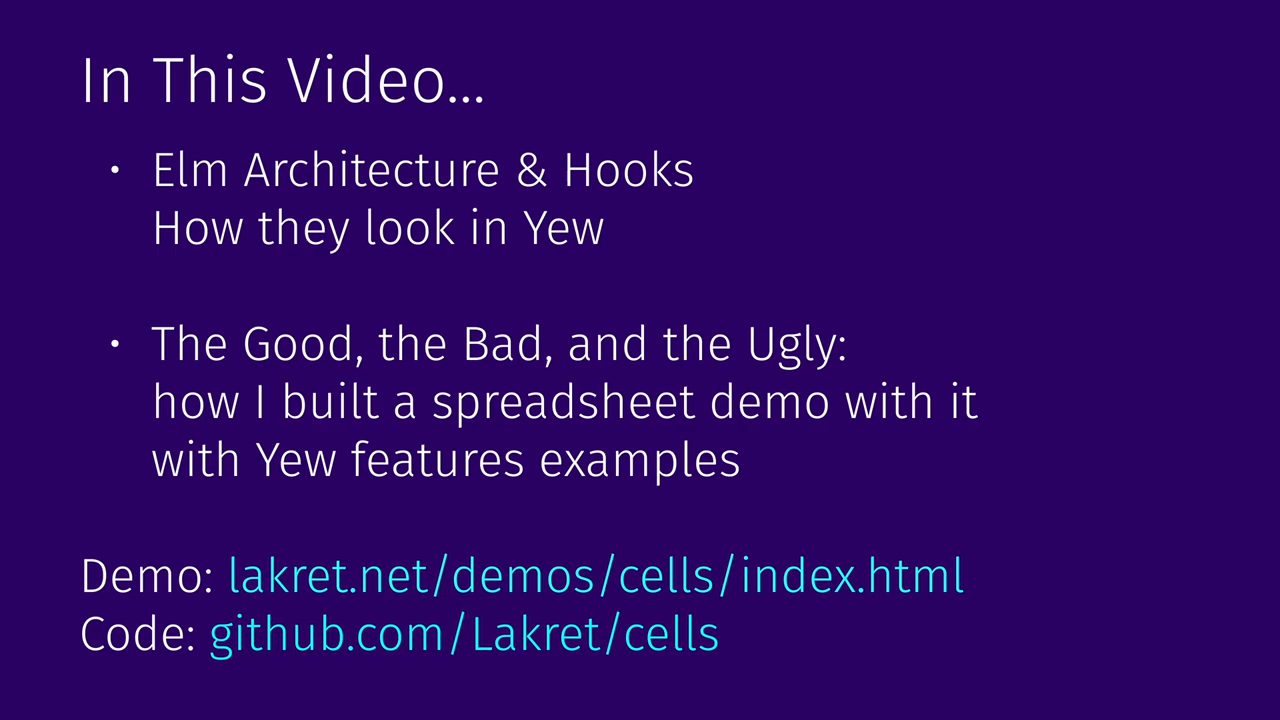 In This Video...
• Elm Architecture & Hooks
How they look in Yew
• The Good, the Bad, and the Ugly:
how I built a spreadsheet demo with it
with Yew features examples
Demo: lakret.net/demos/cells/index.html
Code: github.com/Lakret/cells